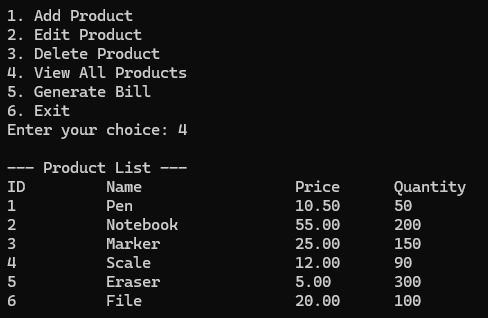 1. Add Product
2. Edit Product
3. Delete Product
4. View All Products
5. Generate Bill
6. Exit
Enter your choice: 4
--- Product List ---
ID Name Price Quantity
1 Pen 10.50 50
2 Notebook 55.00 200
3 Marker 25.00 150
4 Scale 12.00 90
5 Eraser 5.00 300
6 File 20.00 100